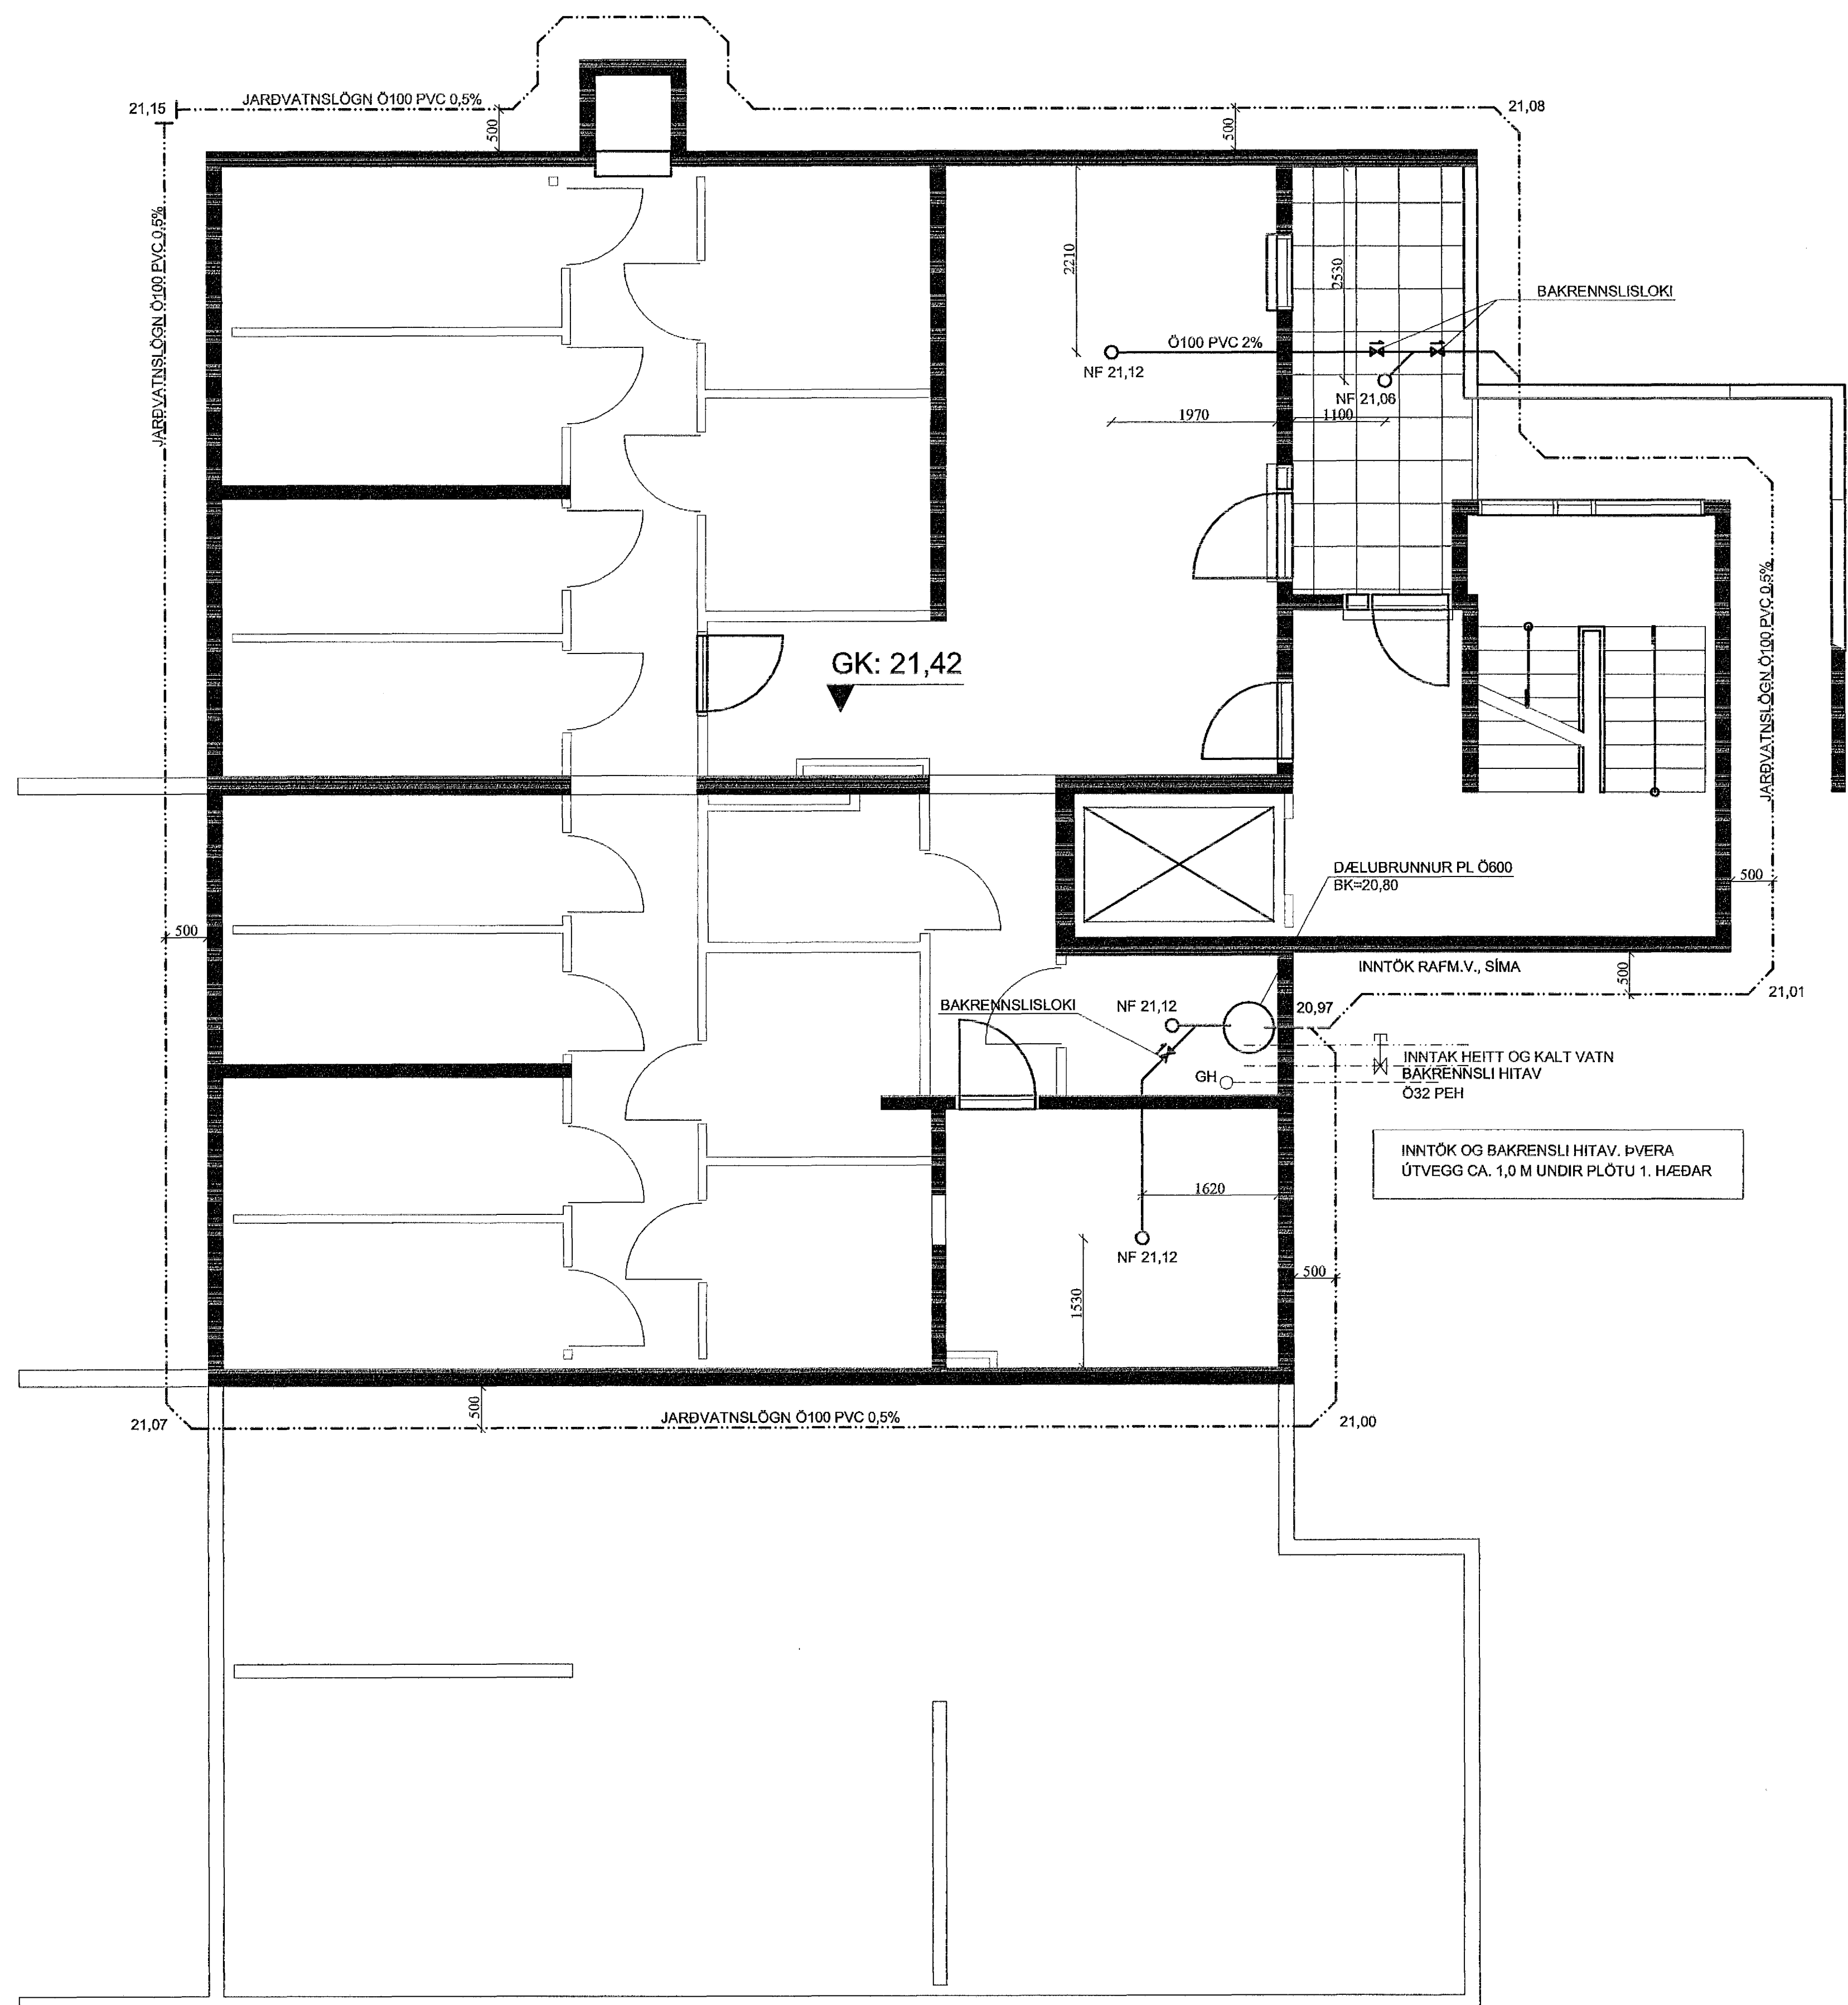 21,15
JARÐVATNSLÖGN Ö100 PVC 0,5%
21,08
500
500
JARÐVATNSLÖGN Ö100 PVC 0,5%
2210
2530
BAKRENNSLISLOKI
Ö100 PVC 2%
NF 21,12
NF 21,06
1970
1100
GK: 21,42
JARÐVATNSLÖGN Ö100 PVC 0,5%
DÆLUBRUNNUR PL Ö600
BK=20,80
500
500
INNTÖK RAFM.V., SÍMA
500
21,01
BAKRENNSLISLOKI
NF 21,12
20,97
INNTAK HEITT OG KALT VATN
BAKRENNSLI HITAV
Ö32 PEH
GH
INNTÖK OG BAKRENSLI HITAV. ÞVERA
ÚTVEGG CA. 1,0 M UNDIR PLÖTU 1. HÆÐAR
1620
NF 21,12
500
1530
21,07
500
JARÐVATNSLÖGN Ö100 PVC 0,5%
21,00